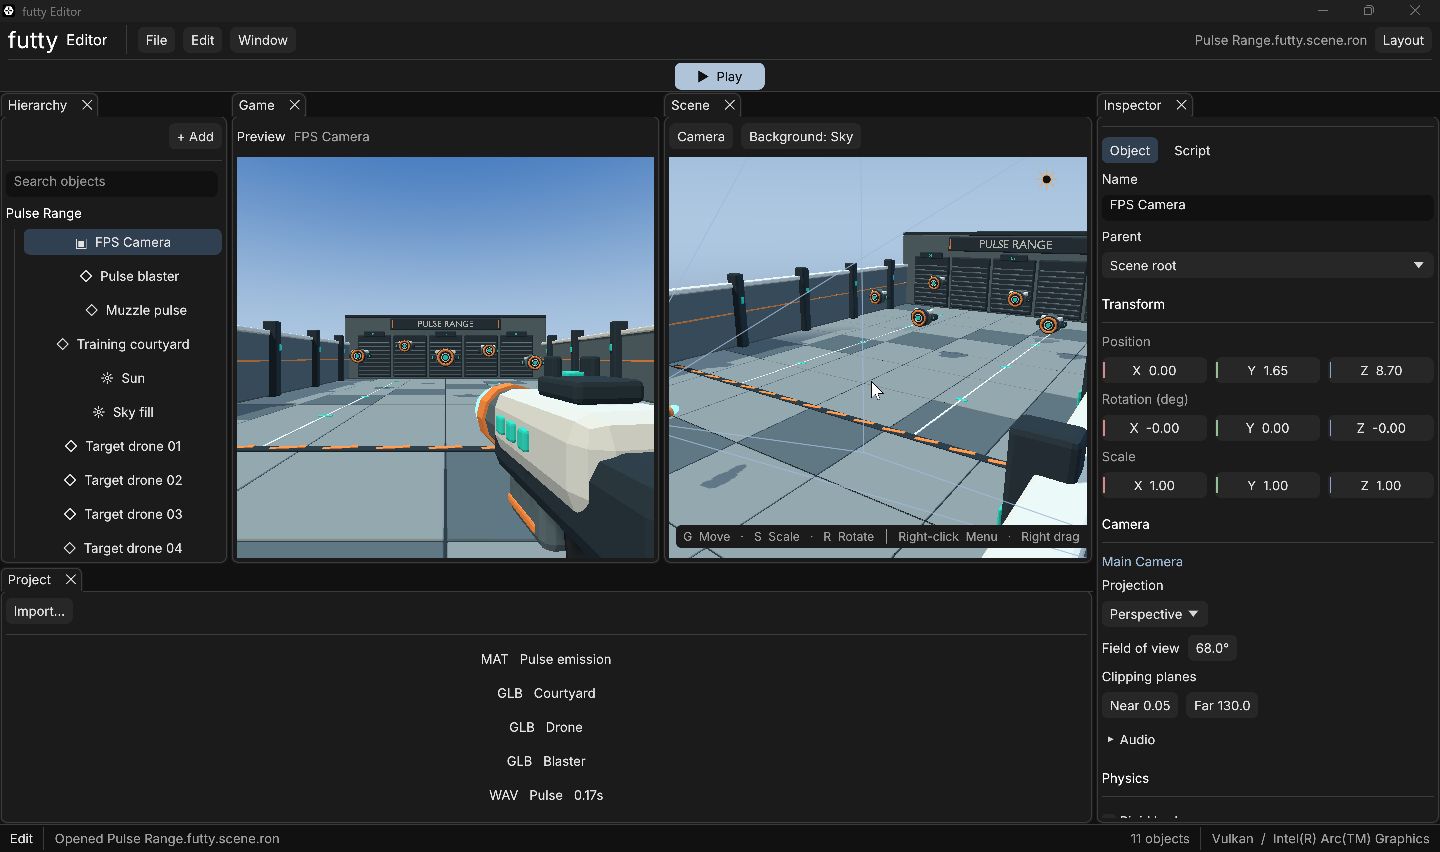 futty Editor
futty Editor File Edit Window Pulse Range.futty.scene.ron Layout
Play
Hierarchy
+ Add
Search objects
Pulse Range
FPS Camera
Pulse blaster
Muzzle pulse
Training courtyard
Sun
Sky fill
Target drone 01
Target drone 02
Target drone 03
Target drone 04
Game
Preview FPS Camera
PULSE RANGE
Scene
Camera Background: Sky
PULSE RANGE
G Move · S Scale · R Rotate | Right-click Menu · Right drag
Inspector
Object Script
Name
FPS Camera
Parent
Scene root
Transform
Position
X 0.00 Y 1.65 Z 8.70
Rotation (deg)
X -0.00 Y 0.00 Z -0.00
Scale
X 1.00 Y 1.00 Z 1.00
Camera
Main Camera
Projection
Perspective
Field of view 68.0°
Clipping planes
Near 0.05 Far 130.0
Audio
Physics
Project
Import...
MAT Pulse emission
GLB Courtyard
GLB Drone
GLB Blaster
WAV Pulse 0.17s
Edit Opened Pulse Range.futty.scene.ron 11 objects Vulkan / Intel(R) Arc(TM) Graphics